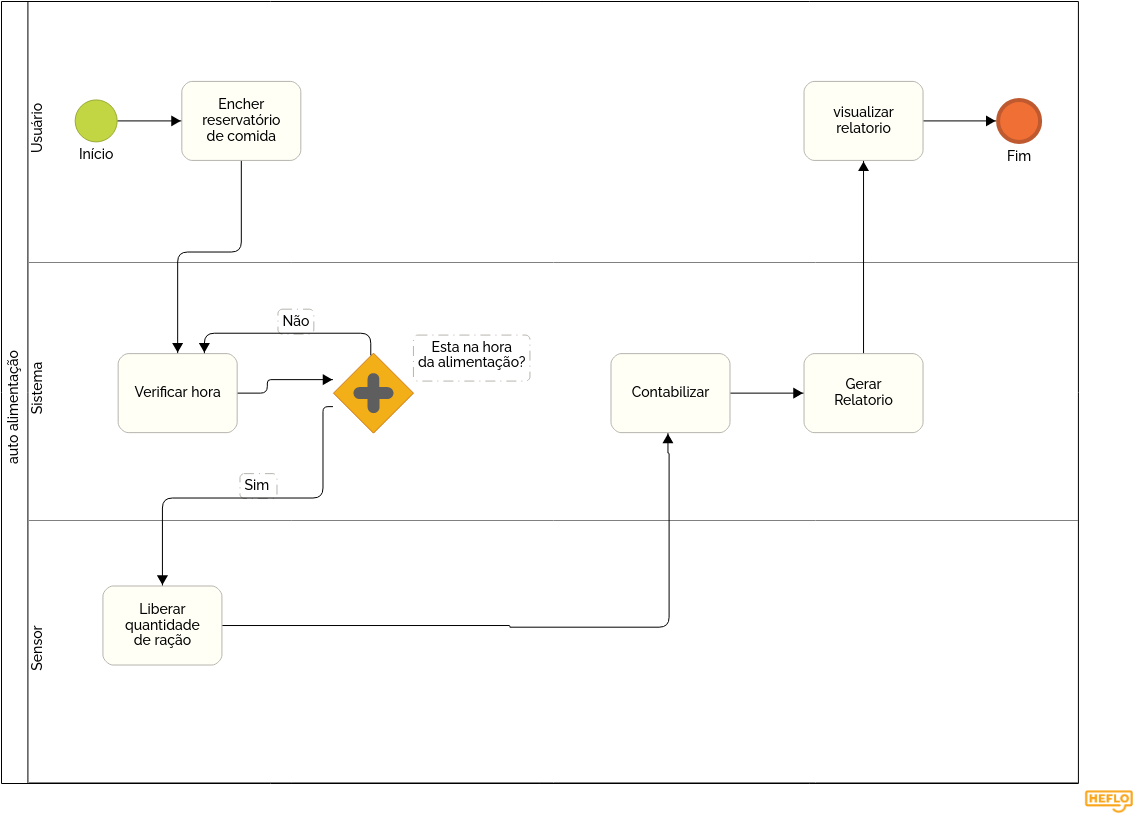 auto alimentação
Usuário
Início
Encher
reservatório
de comida
visualizar
relatorio
Fim
Sistema
Verificar hora
Não
Esta na hora
da alimentação?
Sim
Contabilizar
Gerar
Relatorio
Sensor
Liberar
quantidade
de ração
HEFLO